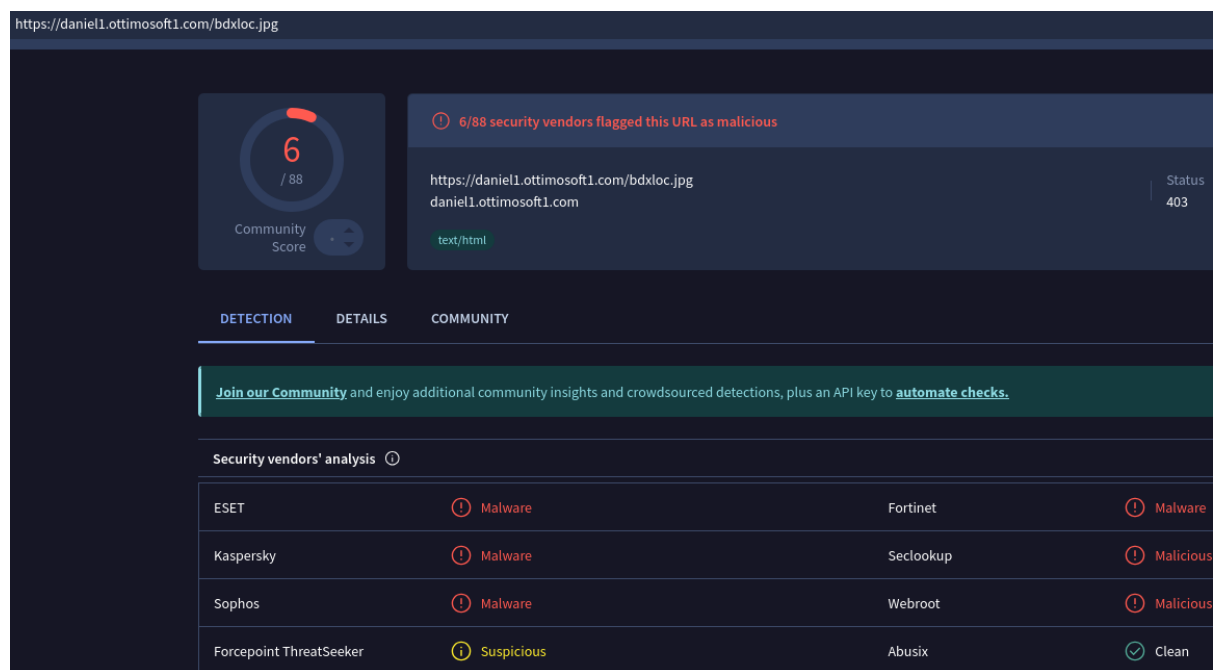 https://daniel1.ottimosoft1.com/bdxloc.jpg
6
/ 88
Community
Score
6/88 security vendors flagged this URL as malicious
https://daniel1.ottimosoft1.com/bdxloc.jpg
daniel1.ottimosoft1.com
text/html
Status
403
DETECTION DETAILS COMMUNITY
Join our Community and enjoy additional community insights and crowdsourced detections, plus an API key to automate checks.
Security vendors' analysis
ESET Malware Fortinet Malware
Kaspersky Malware Seclookup Malicious
Sophos Malware Webroot Malicious
Forcepoint ThreatSeeker Suspicious Abusix Clean